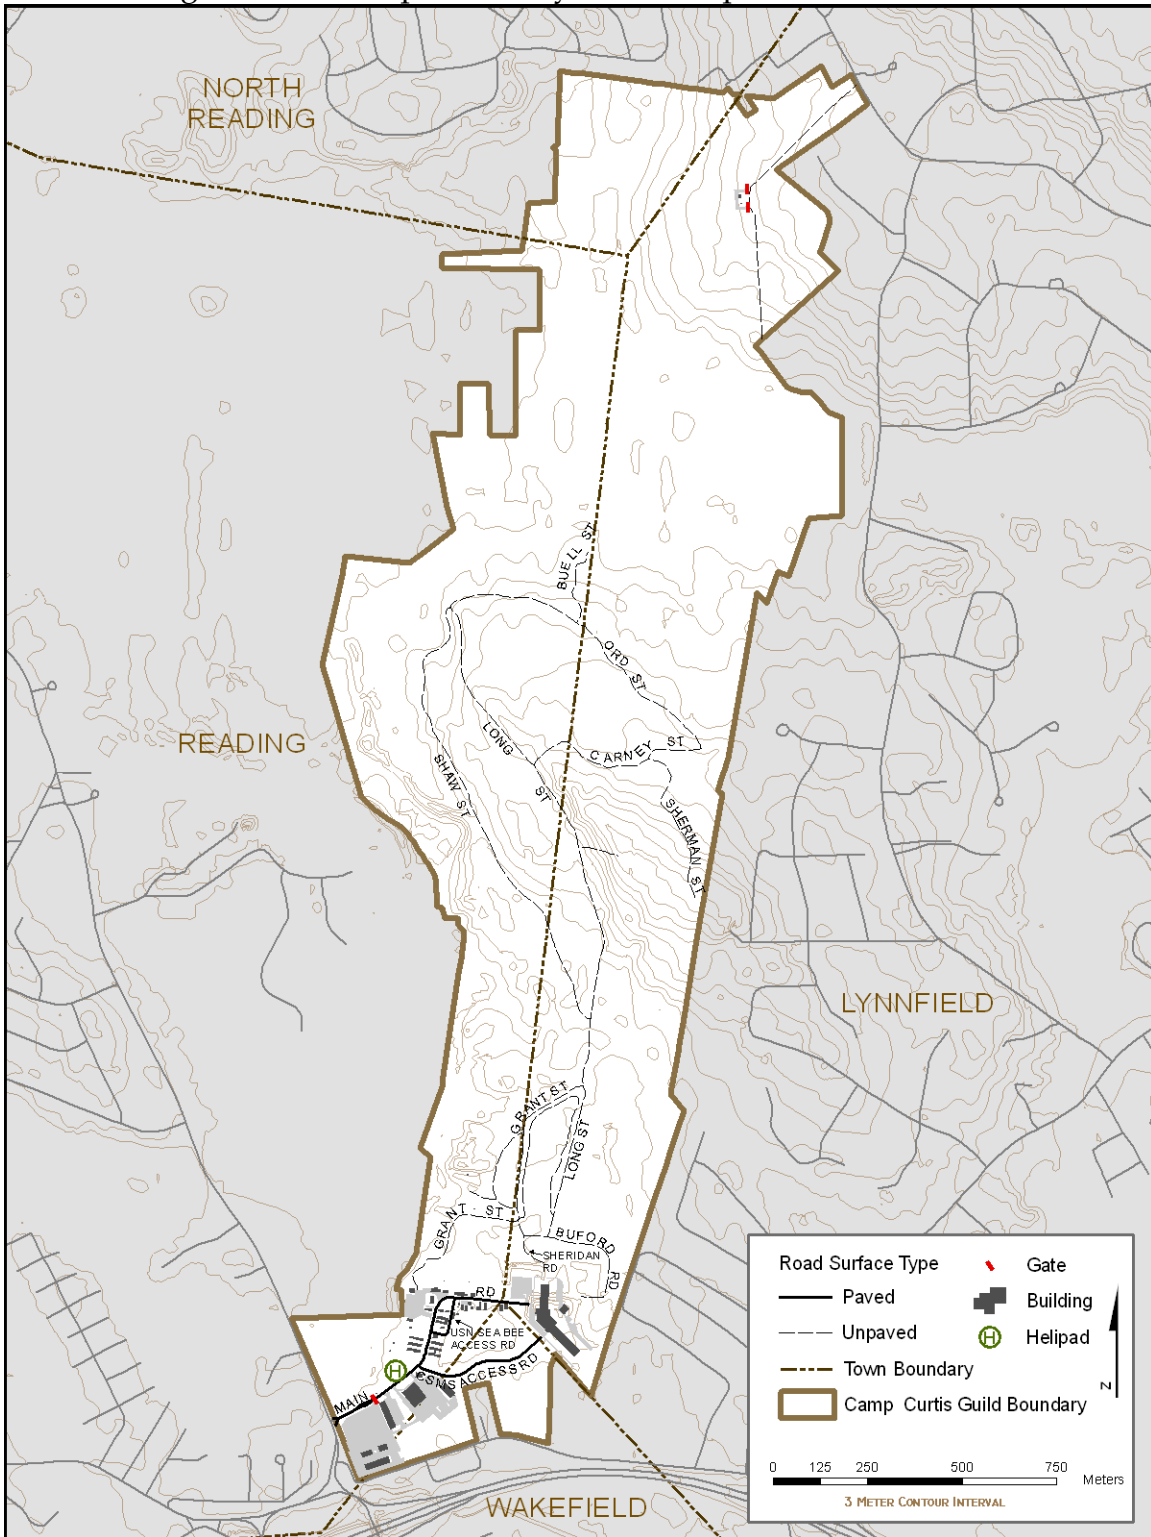 NORTH
READING
BUELL ST
ORD ST
READING
LONG ST
CARNEY ST
SHAW ST
SHERMAN ST
LYNNFIELD
GRANT ST
LONG ST
GRANT ST
BUFORD RD
SHERIDAN
RD
MAIN RD
USN SEA BEE
ACCESS RD
CSMS ACCESS RD
H
WAKEFIELD
Road Surface Type
Paved
Unpaved
Town Boundary
Camp Curtis Guild Boundary
Gate
Building
H Helipad
N
0 125 250 500 750 Meters
3 METER CONTOUR INTERVAL